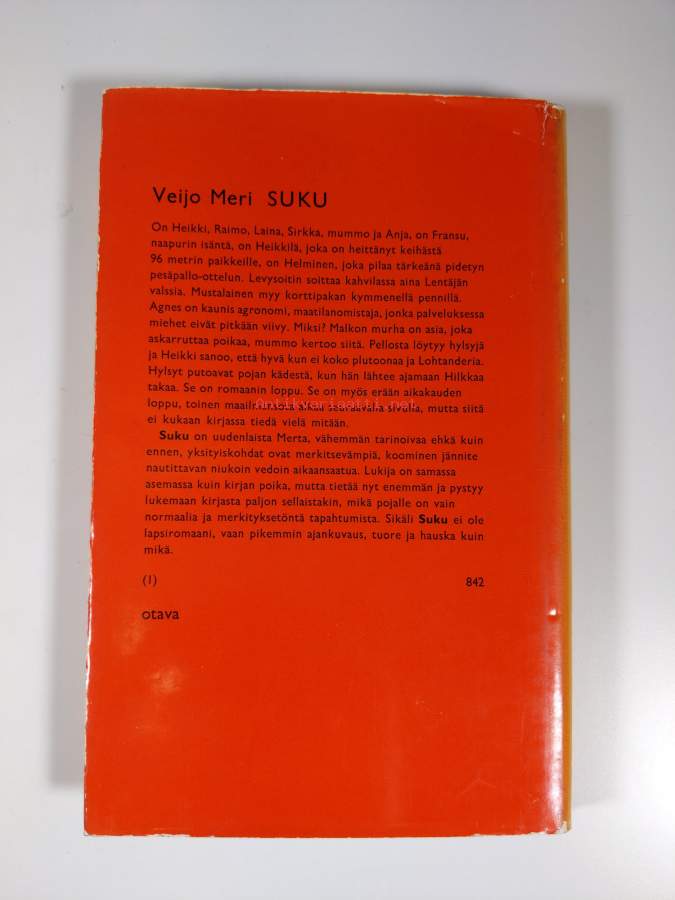 Veijo Meri SUKU
On Heikki, Raimo, Laina, Sirkka, mummo ja Anja, on Fransu,
naapurin isäntä, on Heikkilä, joka on heittänyt keihästä
96 metrin paikkeille, on Helminen, joka pilaa tärkeänä pidetyn
pesäpallo-ottelun. Levysoitin soittaa kahvilassa aina Lentäjän
valssia. Mustalainen myy korttipakan kymmenellä pennillä.
Agnes on kaunis agronomi, maatilanomistaja, jonka palveluksessa
miehet eivät pitkään viivy. Miksi? Malkon murha on asia, joka
askarruttaa poikaa, mummo kertoo siitä. Pellosta löytyy hylsyjä
ja Heikki sanoo, että hyvä kun ei koko plutoonaa ja Lohtanderia.
Hylsyt putoavat pojan kädestä, kun hän lähtee ajamaan Hilkkaa
takaa. Se on romaanin loppu. Se on myös erään aikakauden
loppu, toinen maailmansota alkaa seuraavalla sivulla, mutta siitä
Antikvariaatit.net
ei kukaan kirjassa tiedä vielä mitään.
Suku on uudenlaista Merta, vähemmän tarinoivaa ehkä kuin
ennen, yksityiskohdat ovat merkitsevämpiä, koominen jännite
nautittavan niukoin vedoin aikaansaatua. Lukija on samassa
asemassa kuin kirjan poika, mutta tietää nyt enemmän ja pystyy
lukemaan kirjasta paljon sellaistakin, mikä pojalle on vain
normaalia ja merkityksetöntä tapahtumista. Sikäli Suku ei ole
lapsiromaani, vaan pikemmin ajankuvaus, tuore ja hauska kuin
mikä.
(1) 842
otava